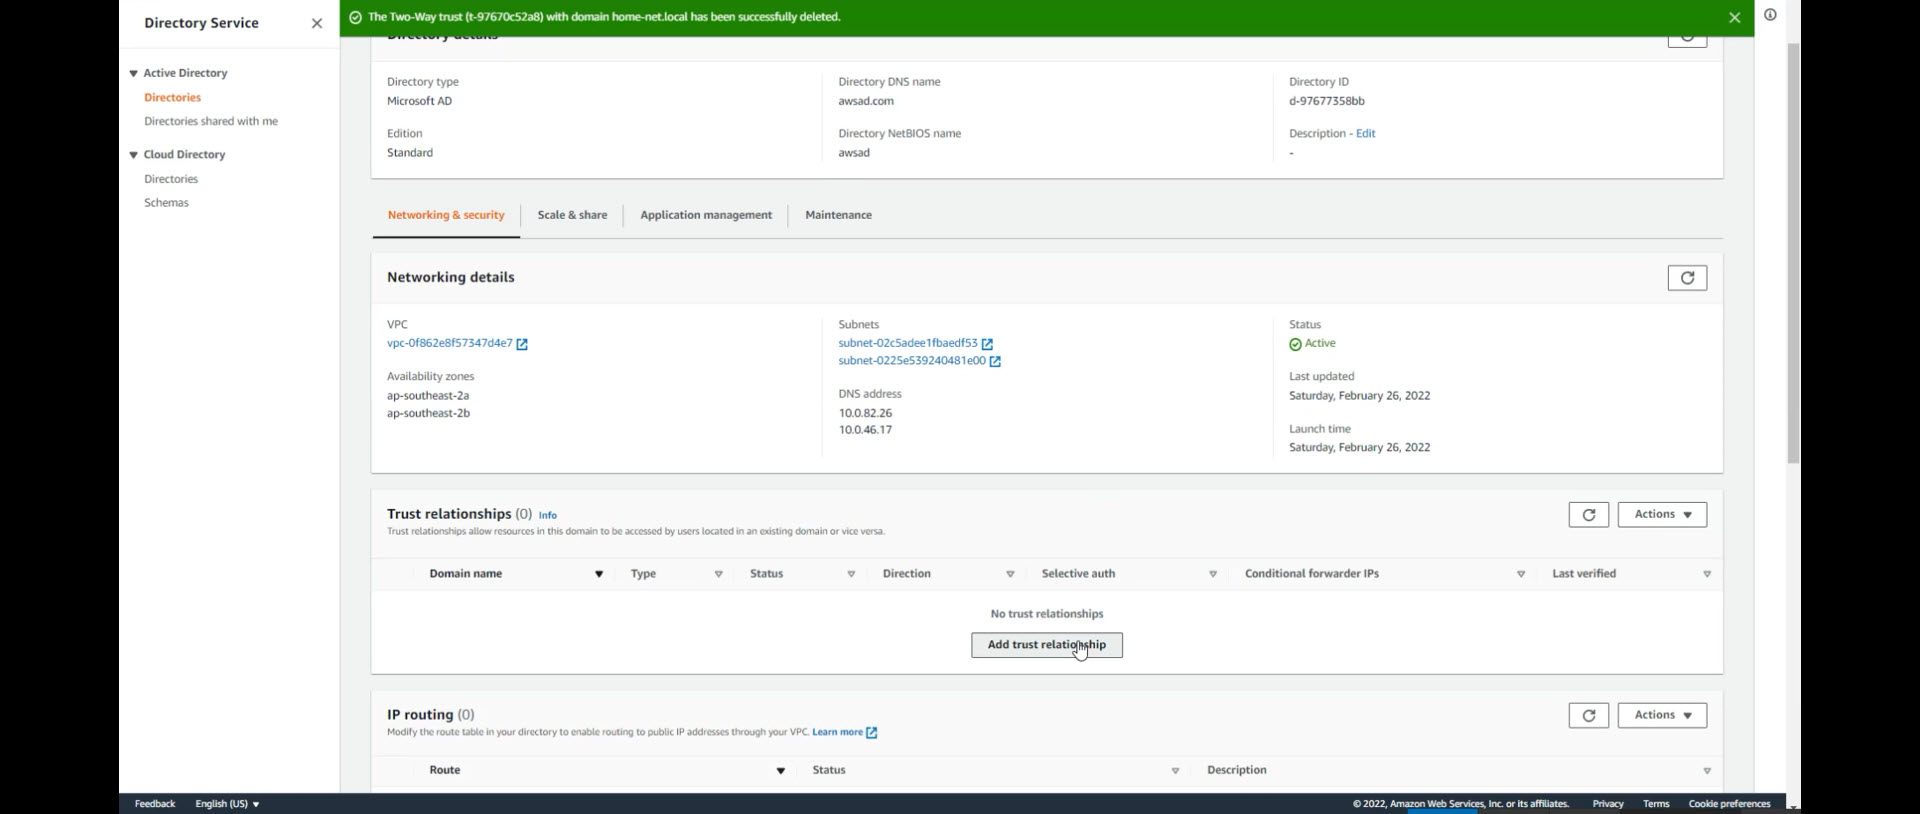 Directory Service
The Two-Way trust (t-97670c52a8) with domain home-net.local has been successfully deleted.
Directory details
Active Directory
Directories
Directories shared with me
Cloud Directory
Directories
Schemas
Directory type
Microsoft AD
Edition
Standard
Directory DNS name
awsad.com
Directory NetBIOS name
awsad
Directory ID
d-97677358bb
Description - Edit
-
Networking & security
Scale & share
Application management
Maintenance
Networking details
VPC
vpc-0f862e8f57347d4e7
Availability zones
ap-southeast-2a
ap-southeast-2b
Subnets
subnet-02c5adee1fbaedf53
subnet-0225e539240481e00
DNS address
10.0.82.26
10.0.46.17
Status
Active
Last updated
Saturday, February 26, 2022
Launch time
Saturday, February 26, 2022
Trust relationships (0) Info
Trust relationships allow resources in this domain to be accessed by users located in an existing domain or vice versa.
Actions
Domain name
Type
Status
Direction
Selective auth
Conditional forwarder IPs
Last verified
No trust relationships
Add trust relationship
IP routing (0)
Modify the route table in your directory to enable routing to public IP addresses through your VPC. Learn more
Actions
Route
Status
Description
Feedback
English (US)
© 2022, Amazon Web Services, Inc. or its affiliates.
Privacy
Terms
Cookie preferences